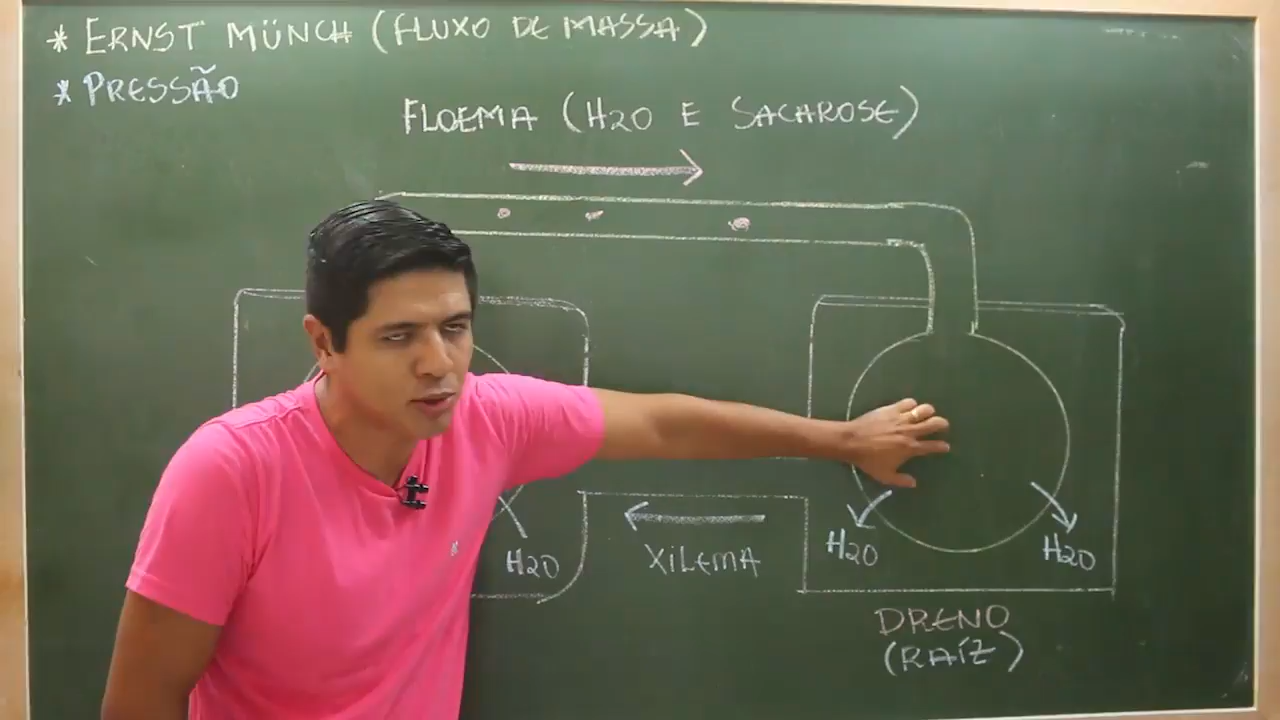 * ERNST MÜNCH (FLUXO DE MASSA)
* PRESSÃO
FLOEMA (H2O E SACAROSE)
H2O
XILEMA
H2O
H2O
DRENO
(RAÍZ)